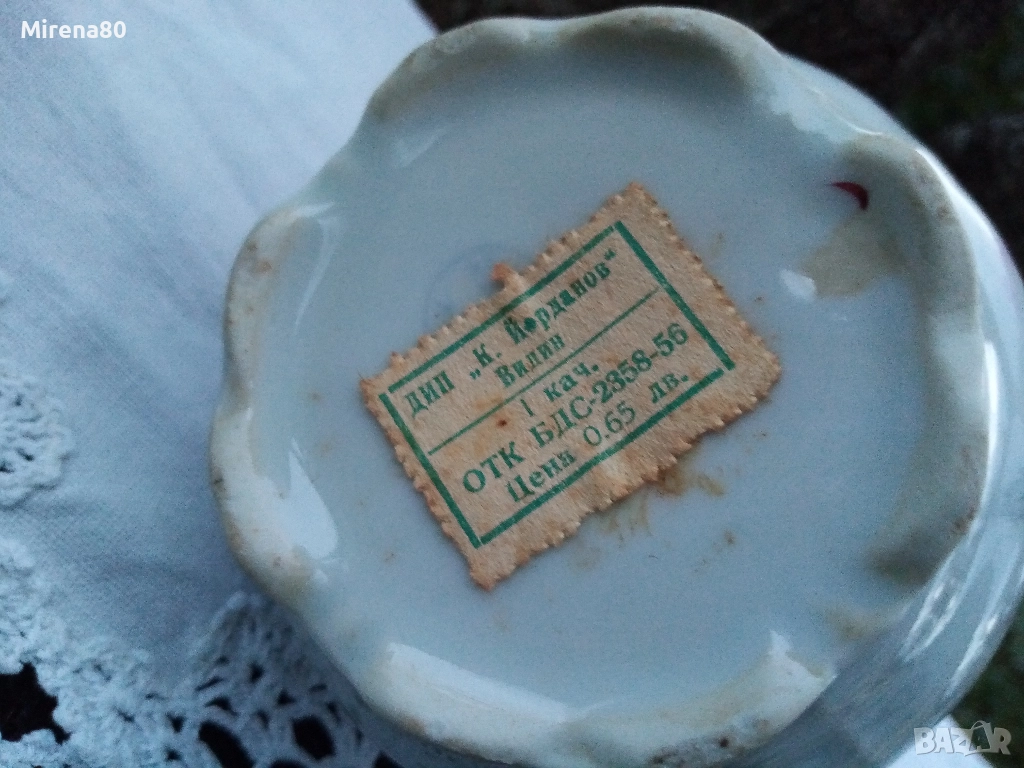 Mirena80
ДИП „К. Йорданов“
Видин
I кач.
ОТК БДС-2358-56
Цена 0.65 лв.
BAZAR